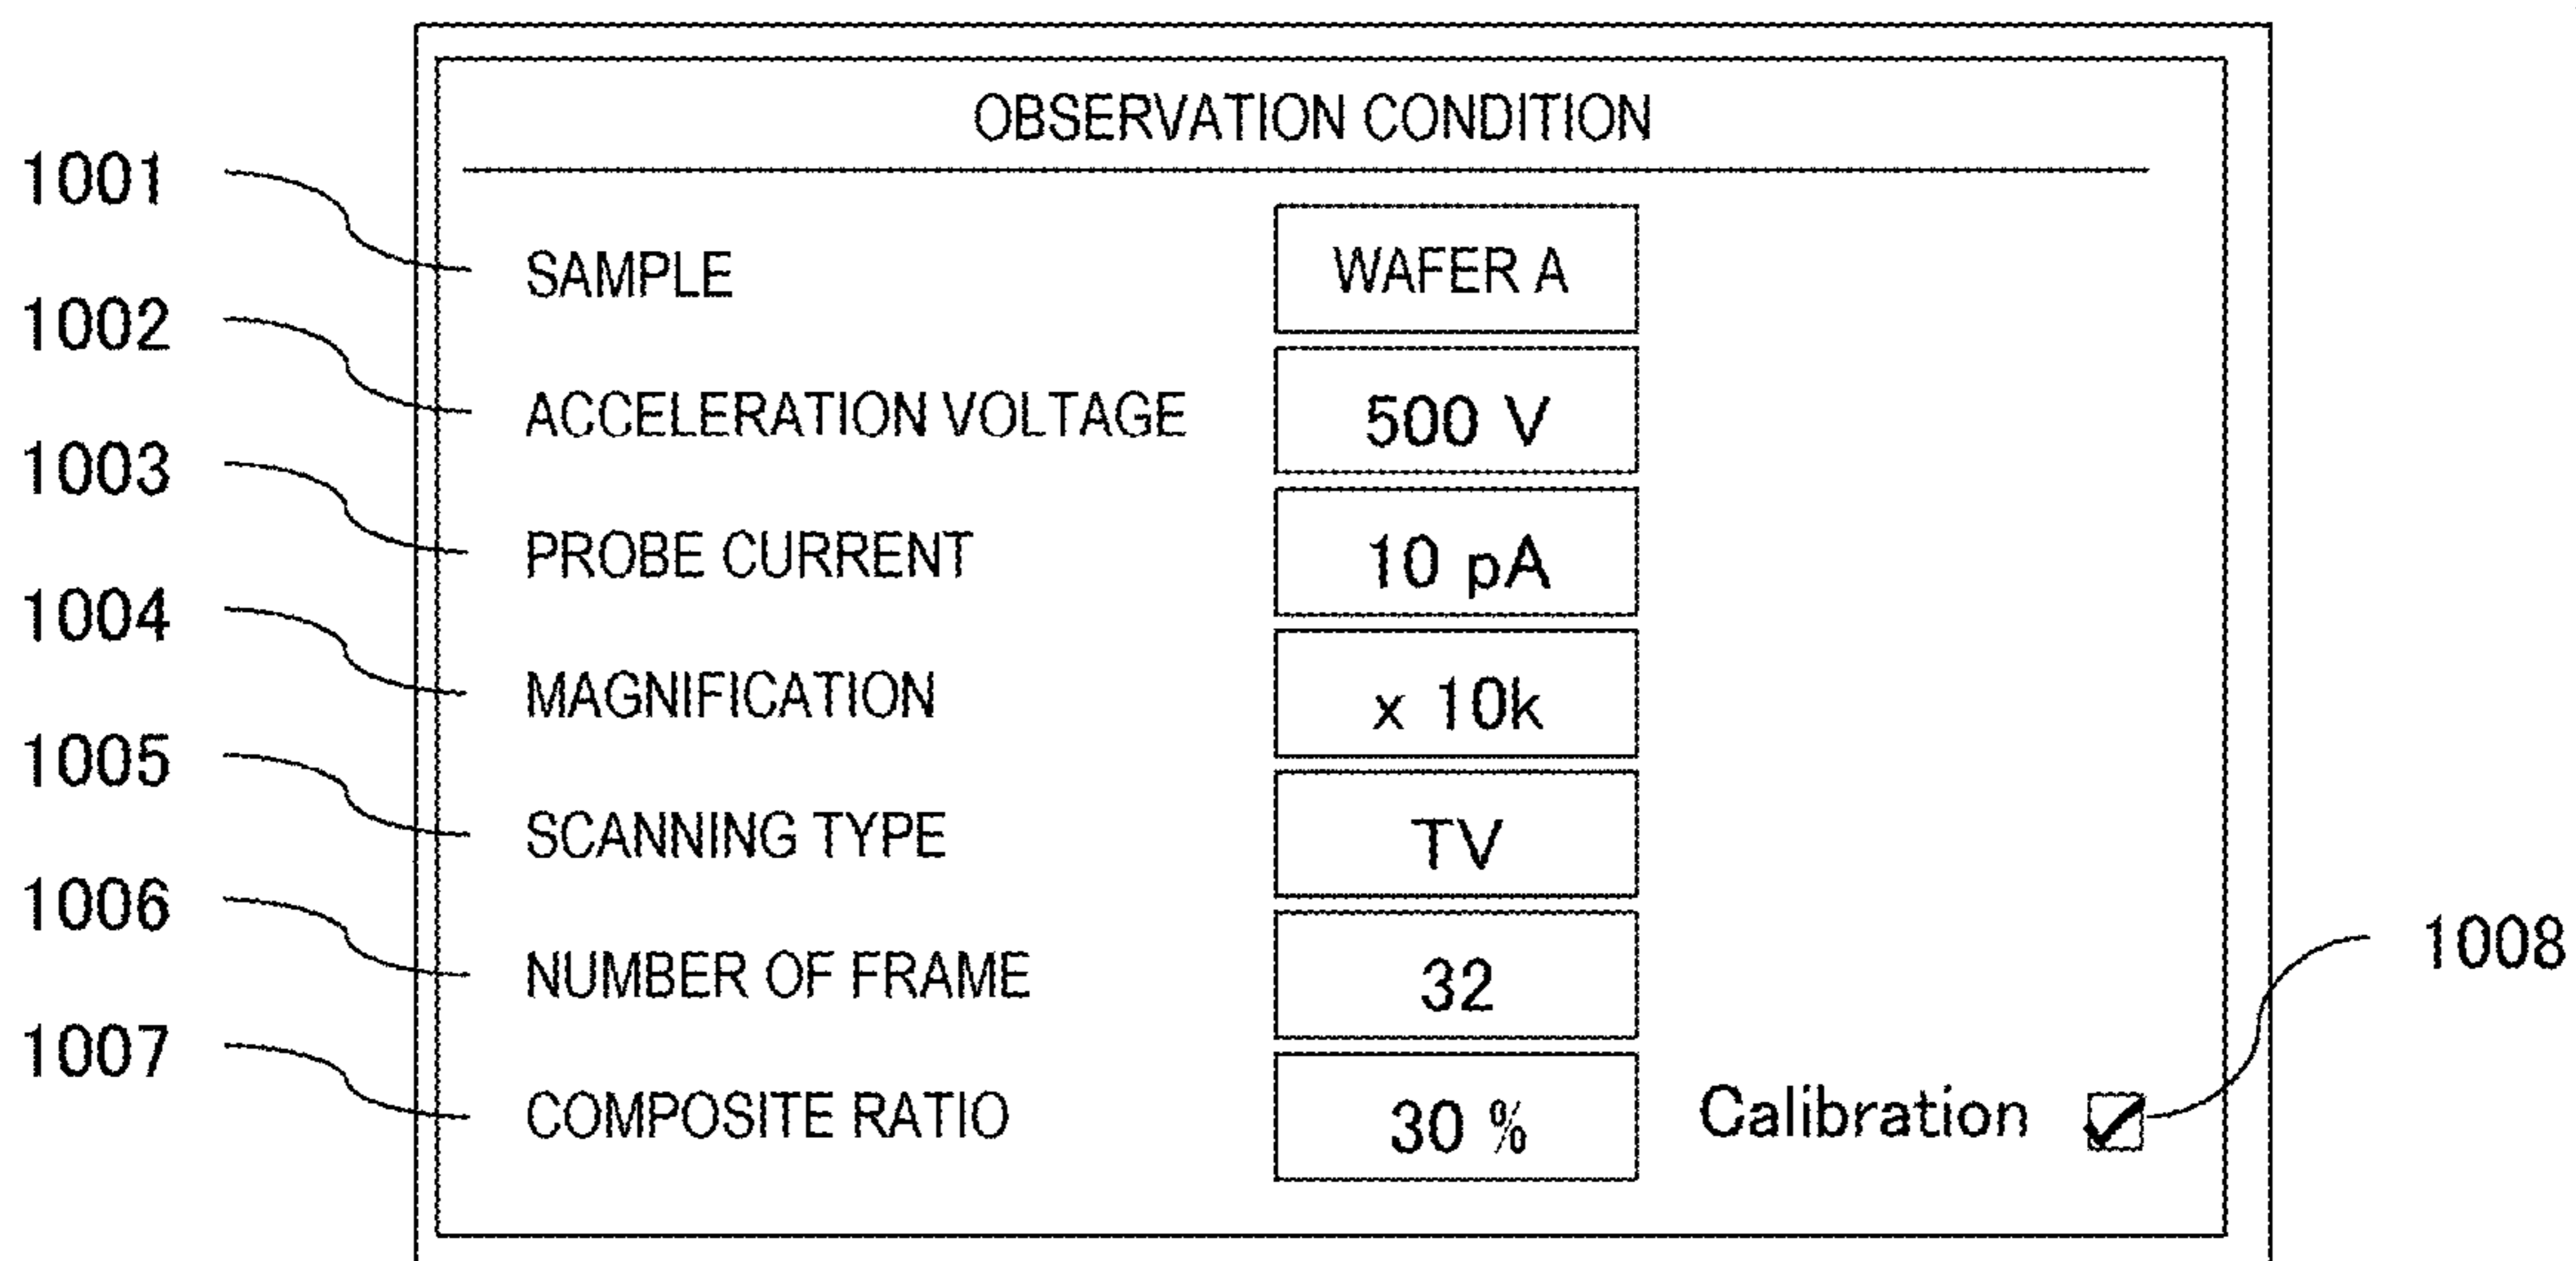 OBSERVATION CONDITION
1001 SAMPLE WAFER A
1002 ACCELERATION VOLTAGE 500 V
1003 PROBE CURRENT 10 pA
1004 MAGNIFICATION x 10k
1005 SCANNING TYPE TV
1006 NUMBER OF FRAME 32
1008
1007 COMPOSITE RATIO 30 % Calibration